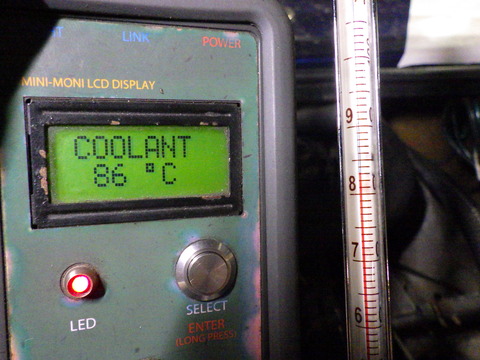 LINK
POWER
MINI-MONI LCD DISPLAY
COOLANT
86 °C
LED
SELECT
ENTER
(LONG PRESS)
9
8
7
6